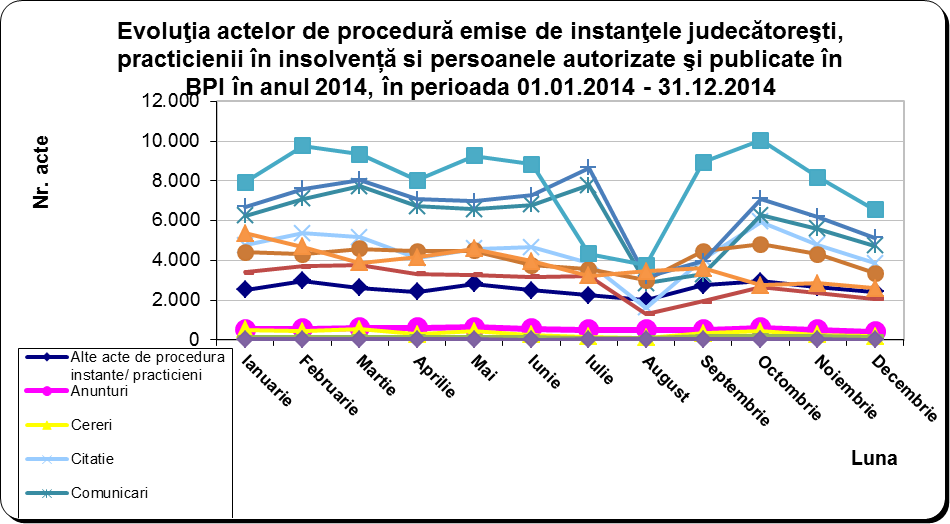 Evoluţia actelor de procedură emise de instanţele judecătoreşti,
practicienii în insolvență si persoanele autorizate şi publicate în
BPI în anul 2014, în perioada 01.01.2014 - 31.12.2014
Nr. acte
12.000
10.000
8.000
6.000
4.000
2.000
0
Ianuarie
Februarie
Martie
Aprilie
Mai
Iunie
Iulie
August
Septembrie
Octombrie
Noiembrie
Decembrie
Luna
Alte acte de procedura
instante/ practicieni
Anunturi
Cereri
Citatie
Comunicari